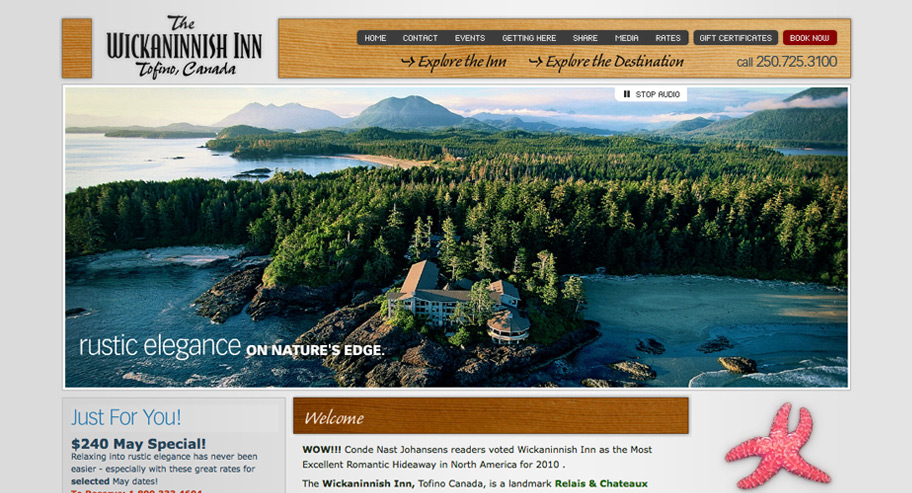 The
WICKANINNISH INN
Tofino, Canada
HOME CONTACT EVENTS GETTING HERE SHARE MEDIA RATES GIFT CERTIFICATES BOOK NOW
Explore the Inn Explore the Destination call 250.725.3100
STOP AUDIO
rustic elegance ON NATURE'S EDGE.
Just For You!
$240 May Special!
Relaxing into rustic elegance has never been
easier - especially with these great rates for
selected May dates!
Welcome
WOW!!! Conde Nast Johansens readers voted Wickaninnish Inn as the Most
Excellent Romantic Hideaway in North America for 2010 .
The Wickaninnish Inn, Tofino Canada, is a landmark Relais & Chateaux